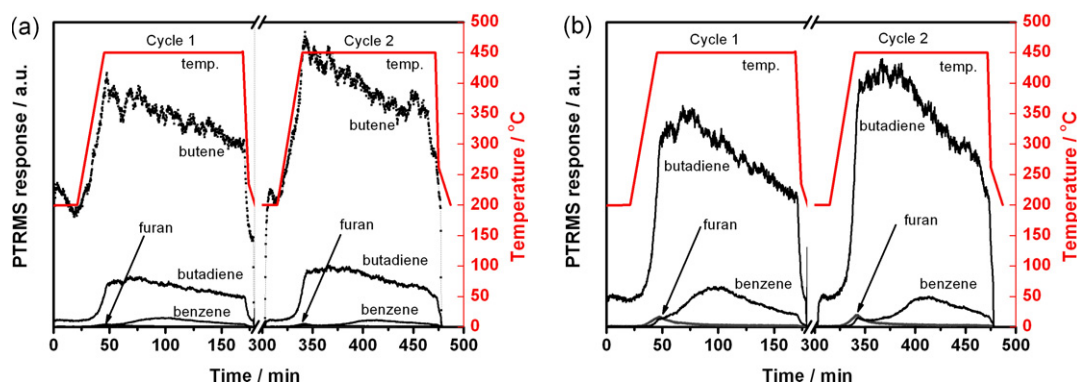 (a)
PTRMS response / a.u.
500
450
400
350
300
250
200
150
100
50
0
Temperature / °C
Cycle 1
temp.
Cycle 2
temp.
butene
butene
furan
furan
butadiene
butadiene
benzene
benzene
0 50 100 150 300 350 400 450 500
Time / min
(b)
PTRMS response / a.u.
500
450
400
350
300
250
200
150
100
50
0
Temperature / °C
Cycle 1
temp.
Cycle 2
temp.
butadiene
butadiene
furan
furan
benzene
benzene
0 50 100 150 300 350 400 450 500
Time / min